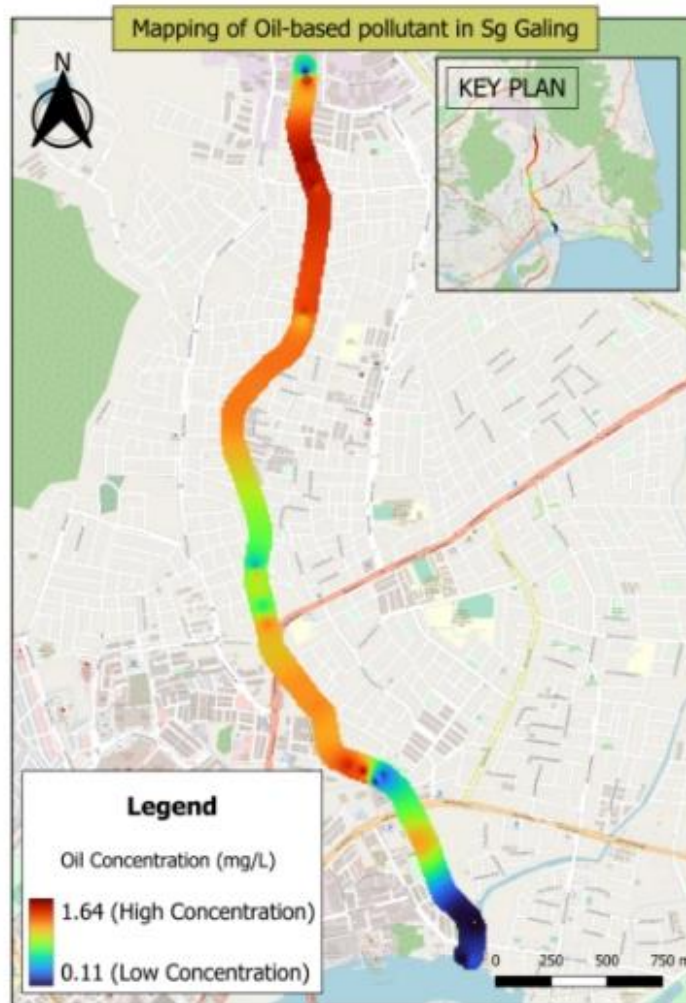 Mapping of Oil-based pollutant in Sg Galing
N
KEY PLAN
Legend
Oil Concentration (mg/L)
1.64 (High Concentration)
0.11 (Low Concentration)
0 250 500 750 m